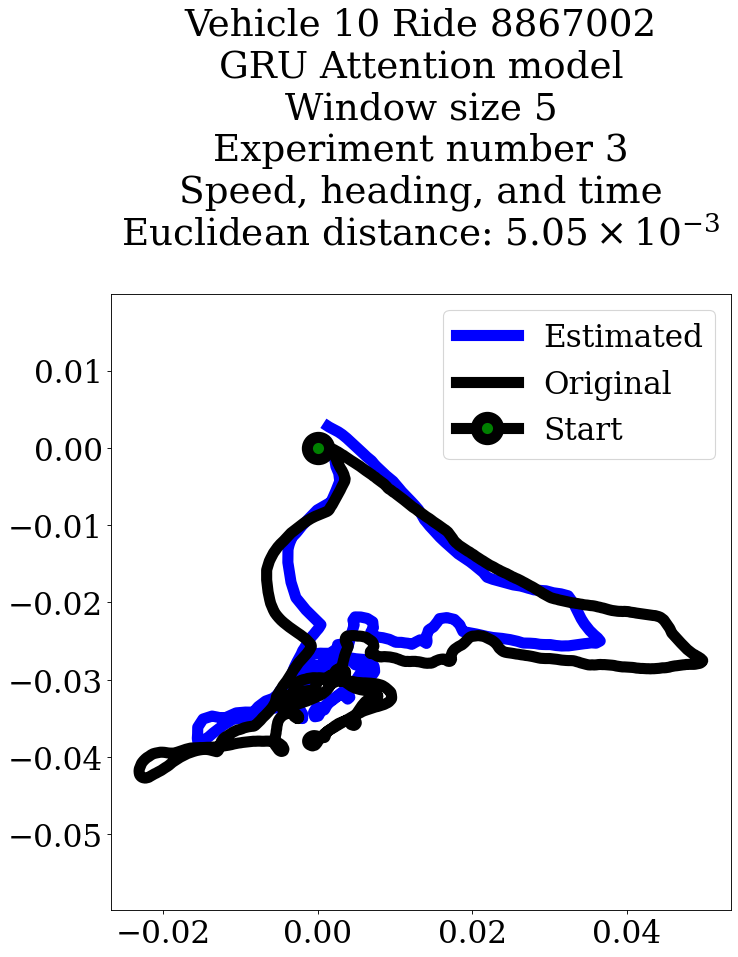 Vehicle 10 Ride 8867002
GRU Attention model
Window size 5
Experiment number 3
Speed, heading, and time
Euclidean distance: 5.05 × 10⁻³
Estimated
Original
Start
0.01
0.00
−0.01
−0.02
−0.03
−0.04
−0.05
−0.02 0.00 0.02 0.04